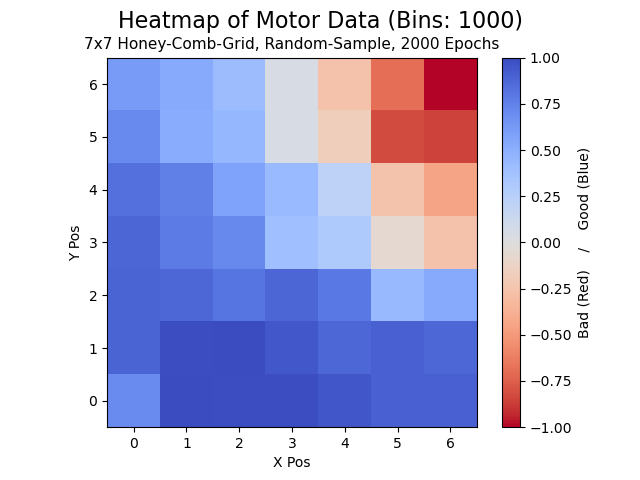 Heatmap of Motor Data (Bins: 1000)
7x7 Honey-Comb-Grid, Random-Sample, 2000 Epochs
6
5
4
3
2
1
0
Y Pos
0 1 2 3 4 5 6
X Pos
1.00
0.75
0.50
0.25
0.00
−0.25
−0.50
−0.75
−1.00
Bad (Red) / Good (Blue)